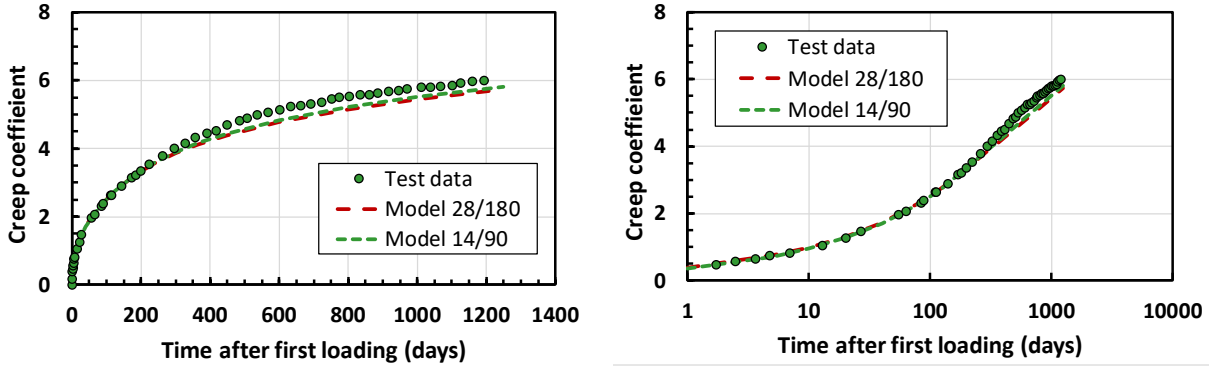 8
6
4
2
0
Creep coeffieient
Test data
Model 28/180
Model 14/90
0 200 400 600 800 1000 1200 1400
Time after first loading (days)
8
6
4
2
0
Creep coefficient
Test data
Model 28/180
Model 14/90
1 10 100 1000 10000
Time after first loading (days)